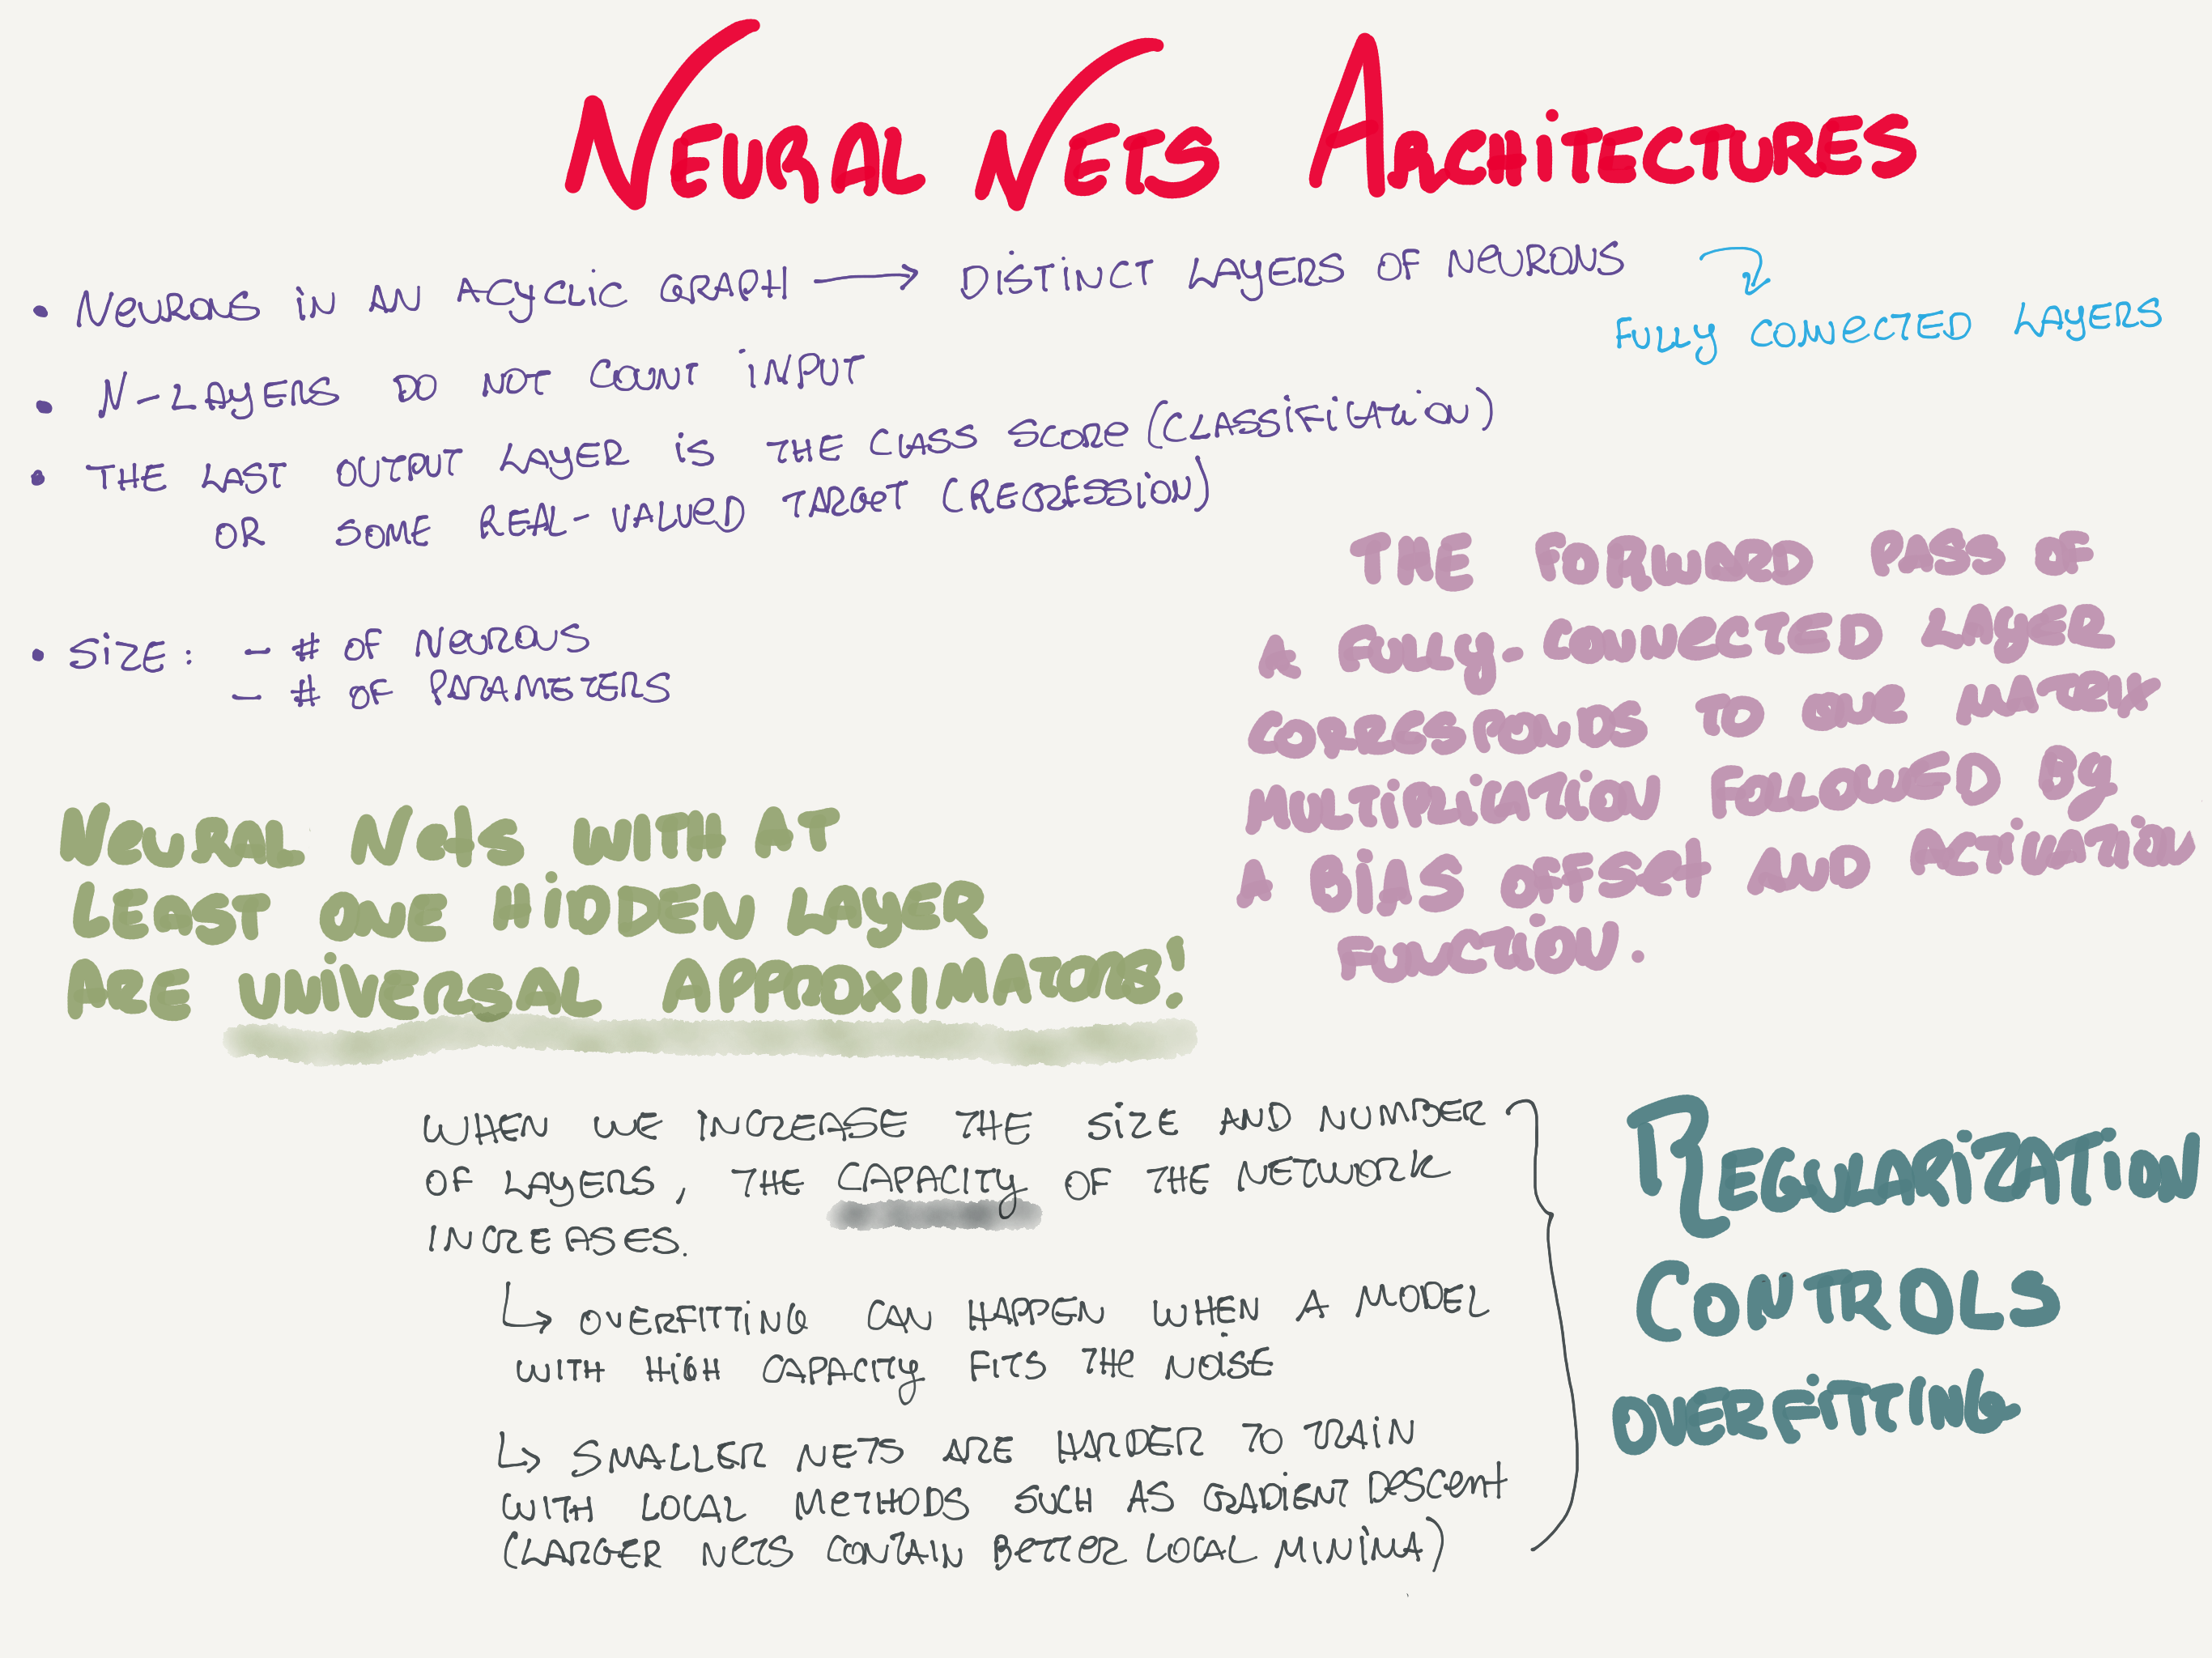 NEURAL NETS ARCHITECTURES
• NEURONS IN AN ACYCLIC GRAPH → DISTINCT LAYERS OF NEURONS
FULLY CONNECTED LAYERS
• N-LAYERS DO NOT COUNT INPUT
• THE LAST OUTPUT LAYER IS THE CLASS SCORE (CLASSIFICATION)
OR SOME REAL-VALUED TARGET (REGRESSION)
• SIZE: - # OF NEURONS
- # OF PARAMETERS
THE FORWARD PASS OF
A FULLY-CONNECTED LAYER
CORRESPONDS TO ONE MATRIX
MULTIPLICATION FOLLOWED BY
A BIAS OFFSET AND ACTIVATION
FUNCTION.
NEURAL NETS WITH AT
LEAST ONE HIDDEN LAYER
ARE UNIVERSAL APPROXIMATORS!
WHEN WE INCREASE THE SIZE AND NUMBER
OF LAYERS, THE CAPACITY OF THE NETWORK
INCREASES.
↳ OVERFITTING CAN HAPPEN WHEN A MODEL
WITH HIGH CAPACITY FITS THE NOISE
↳ SMALLER NETS ARE HARDER TO TRAIN
WITH LOCAL METHODS SUCH AS GRADIENT DESCENT
(LARGER NETS CONTAIN BETTER LOCAL MINIMA)
REGULARIZATION
CONTROLS
OVERFITTING